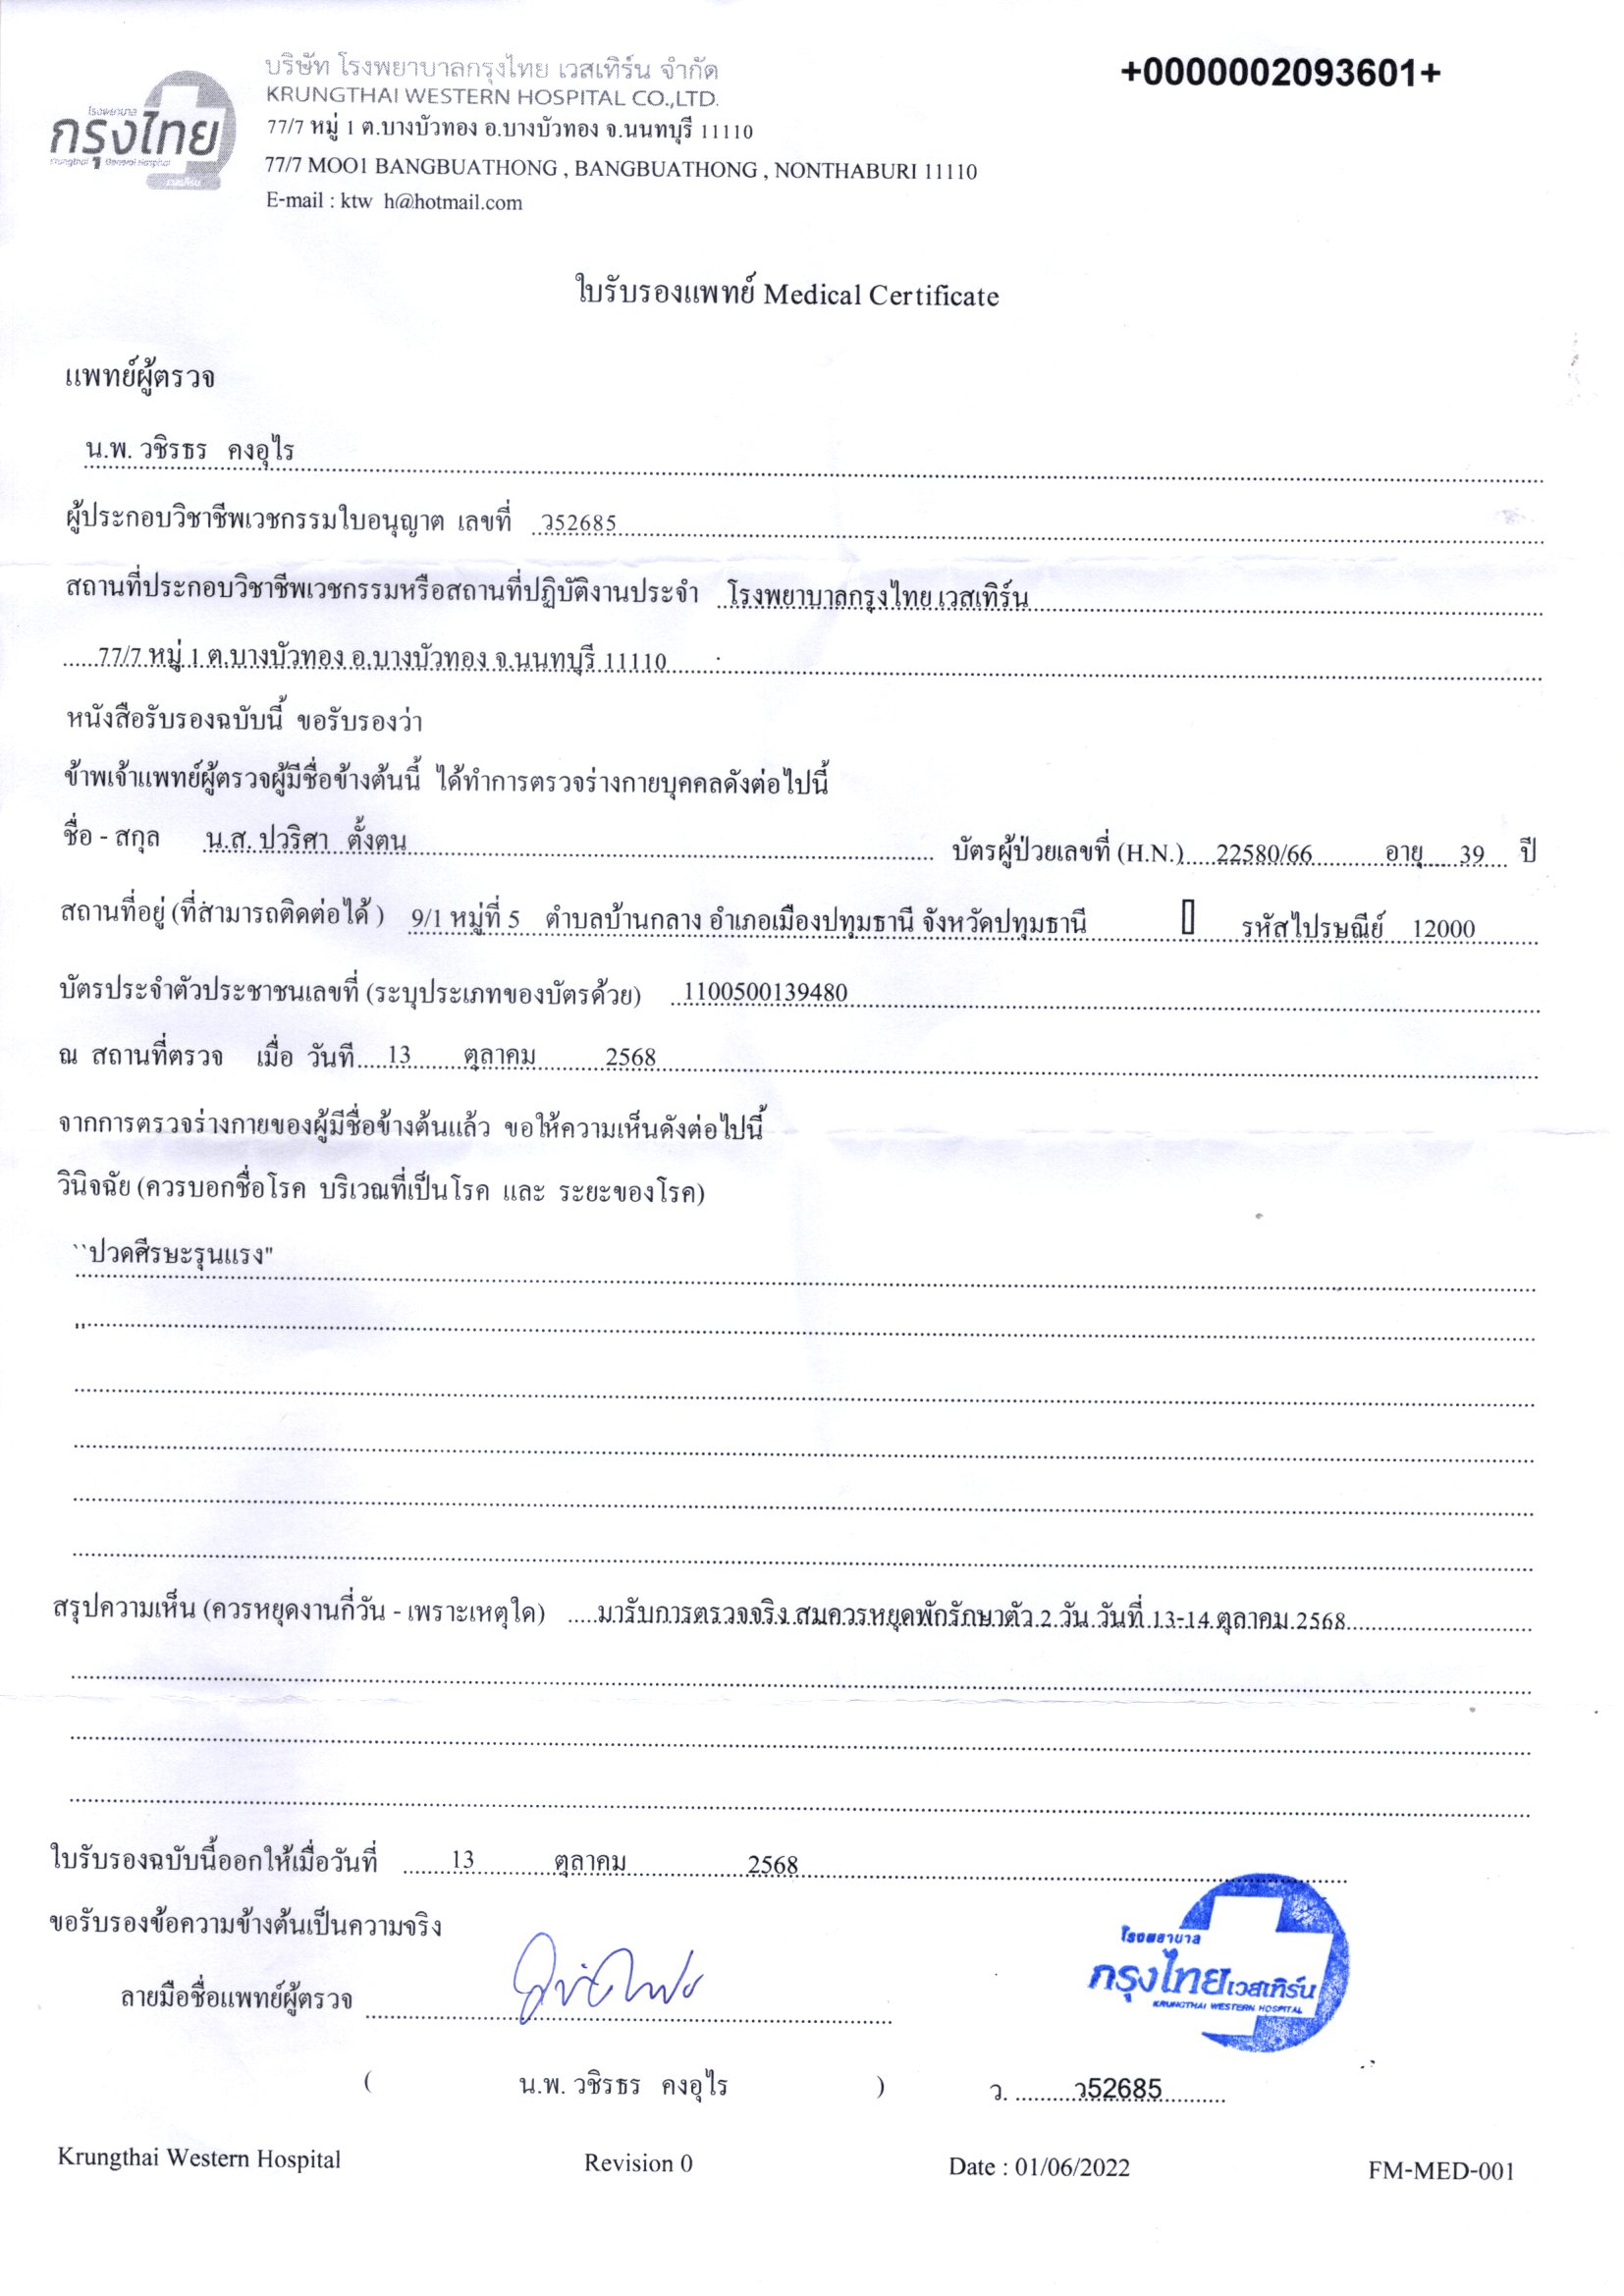 บริษัท โรงพยาบาลกรุงไทย เวสเทิร์น จำกัด
+0000002093601+
KRUNGTHAI WESTERN HOSPITAL CO.,LTD.
โรงพยาบาล
กรุงไทย
Krungthai General Hospital
เวสเทิร์น
77/7 หมู่ 1 ต.บางบัวทอง อ.บางบัวทอง จ.นนทบุรี 11110
77/7 MOO1 BANGBUATHONG , BANGBUATHONG , NONTHABURI 11110
E-mail : ktw h@hotmail.com
ใบรับรองแพทย์ Medical Certificate
แพทย์ผู้ตรวจ
น.พ. วชิรธร คงอุไร
ผู้ประกอบวิชาชีพเวชกรรมใบอนุญาต เลขที่ ว52685
สถานที่ประกอบวิชาชีพเวชกรรมหรือสถานที่ปฏิบัติงานประจำ โรงพยาบาลกรุงไทย เวสเทิร์น
77/7 หมู่ 1 ต.บางบัวทอง อ.บางบัวทอง จ.นนทบุรี 11110
หนังสือรับรองฉบับนี้ ขอรับรองว่า
ข้าพเจ้าแพทย์ผู้ตรวจผู้มีชื่อข้างต้นนี้ ได้ทำการตรวจร่างกายบุคคลดังต่อไปนี้
ชื่อ - สกุล น.ส. ปวริศา ตั้งตน บัตรผู้ป่วยเลขที่ (H.N.) 22580/66 อายุ 39 ปี
สถานที่อยู่ (ที่สามารถติดต่อได้ ) 9/1 หมู่ที่ 5 ตำบลบ้านกลาง อำเภอเมืองปทุมธานี จังหวัดปทุมธานี รหัสไปรษณีย์ 12000
บัตรประจำตัวประชาชนเลขที่ (ระบุประเภทของบัตรด้วย) 1100500139480
ณ สถานที่ตรวจ เมื่อ วันที่ 13 ตุลาคม 2568
จากการตรวจร่างกายของผู้มีชื่อข้างต้นแล้ว ขอให้ความเห็นดังต่อไปนี้
วินิจฉัย (ควรบอกชื่อโรค บริเวณที่เป็นโรค และ ระยะของโรค)
``ปวดศีรษะรุนแรง"
,,
สรุปความเห็น (ควรหยุดงานกี่วัน - เพราะเหตุใด) มารับการตรวจจริง สมควรหยุดพักรักษาตัว 2 วัน วันที่ 13-14 ตุลาคม 2568
ใบรับรองฉบับนี้ออกให้เมื่อวันที่ 13 ตุลาคม 2568
ขอรับรองข้อความข้างต้นเป็นความจริง
โรงพยาบาล
กรุงไทยเวสเทิร์น
KRUNGTHAI WESTERN HOSPITAL
ลายมือชื่อแพทย์ผู้ตรวจ
( น.พ. วชิรธร คงอุไร ) ว. ว52685
Krungthai Western Hospital Revision 0 Date : 01/06/2022 FM-MED-001